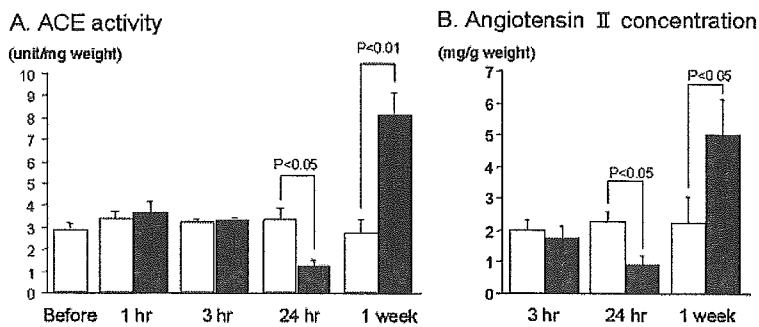 A. ACE activity
(unit/mg weight)
10
9
8
7
6
5
4
3
2
1
0
P<0.05
P<0.01
Before 1 hr 3 hr 24 hr 1 week
B. Angiotensin II concentration
(mg/g weight)
7
6
5
4
3
2
1
0
P<0.05
P<0 05
3 hr 24 hr 1 week